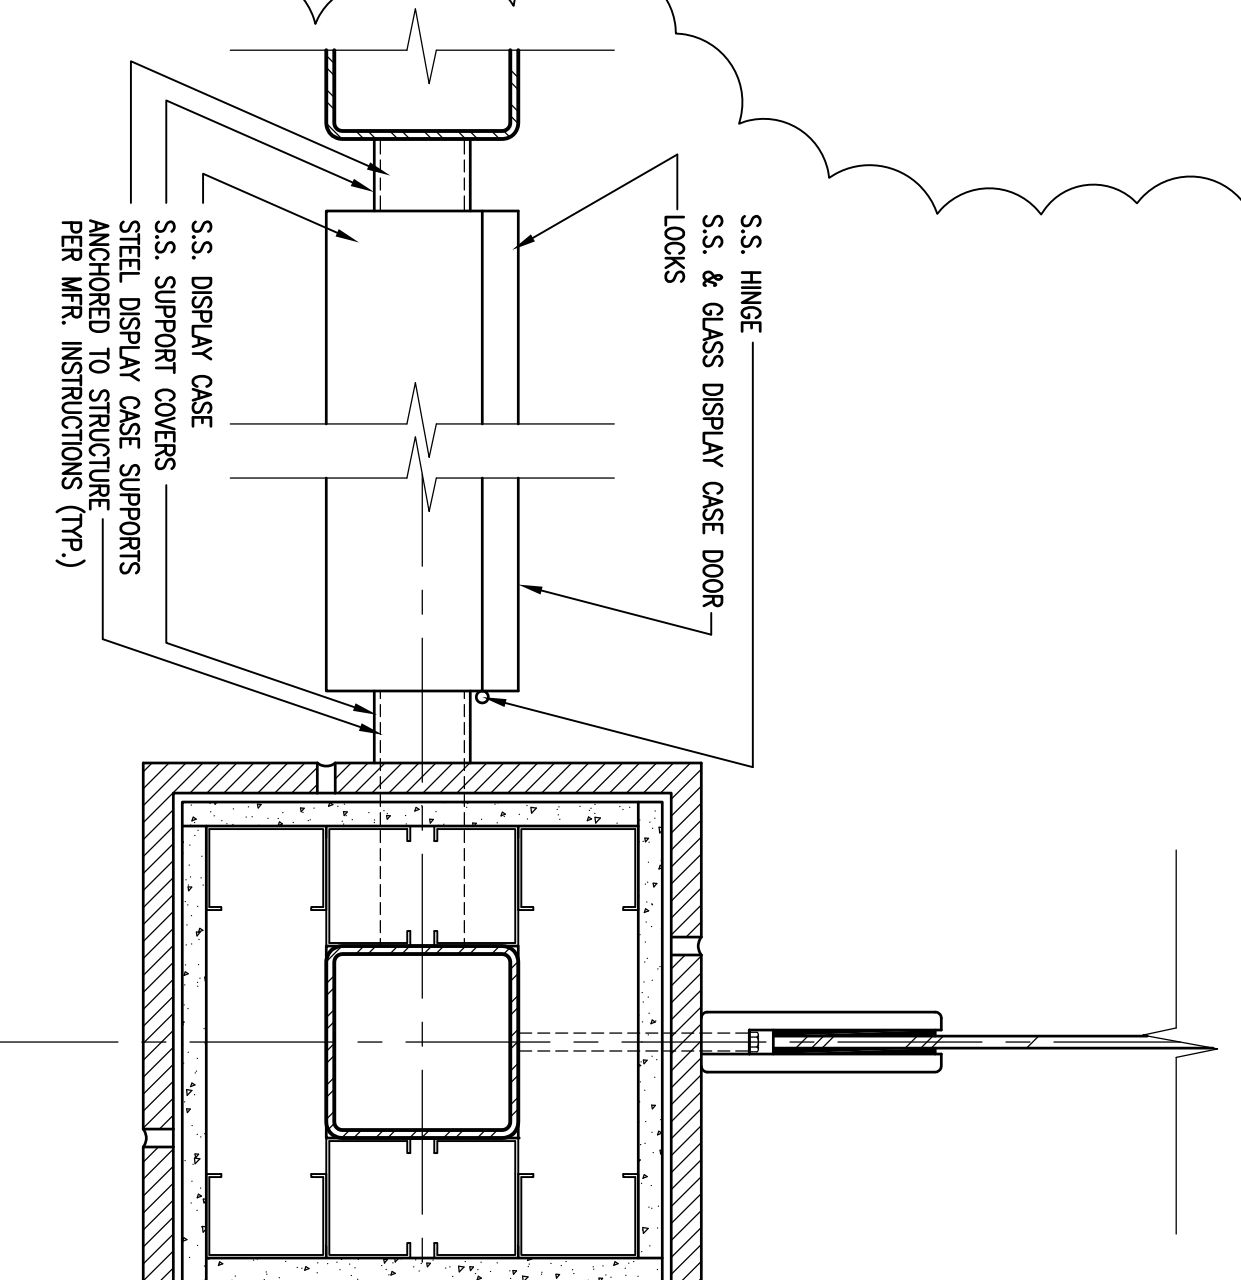 S.S. HINGE
S.S. & GLASS DISPLAY CASE DOOR
LOCKS
S.S. DISPLAY CASE
S.S. SUPPORT COVERS
STEEL DISPLAY CASE SUPPORTS
ANCHORED TO STRUCTURE
PER MFR. INSTRUCTIONS (TYP.)